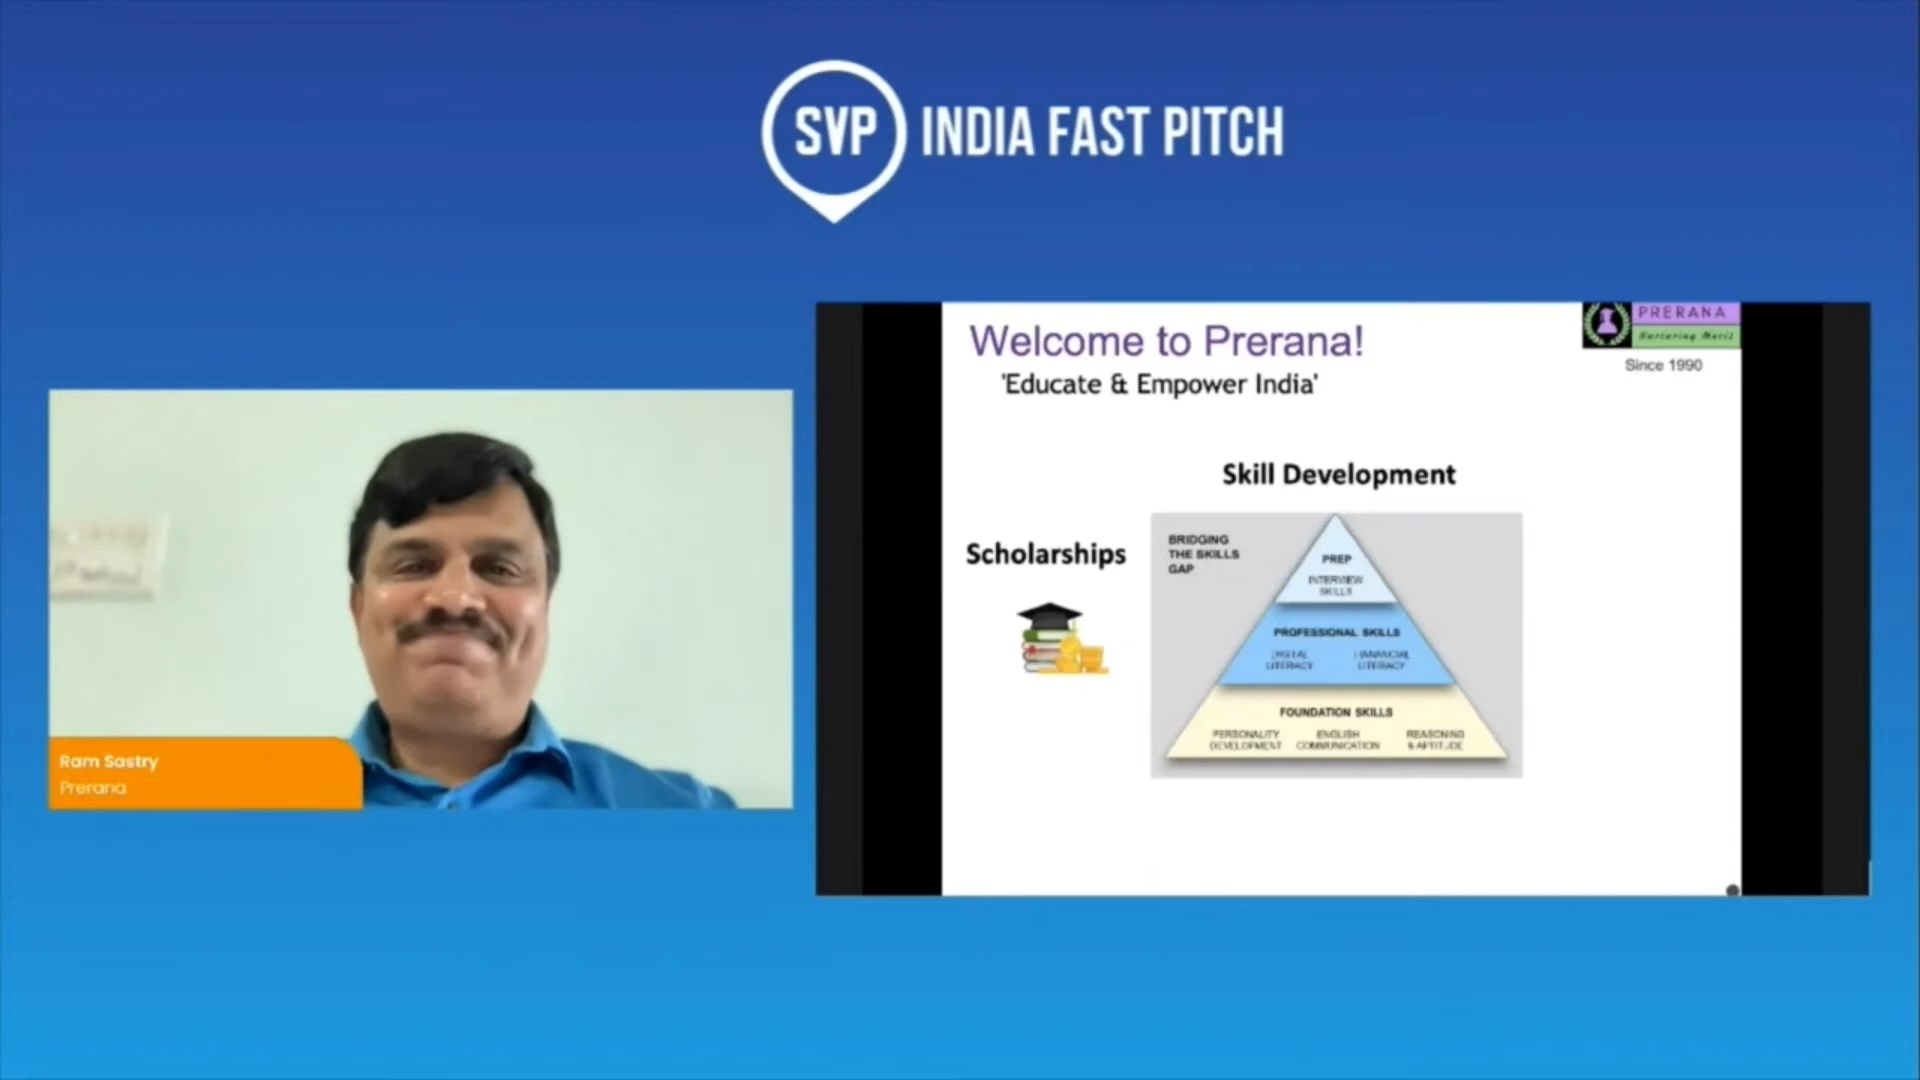 SVP INDIA FAST PITCH
Ram Sastry
Prerana
Welcome to Prerana!
'Educate & Empower India'
PRERANA
Nurturing Merit
Since 1990
Skill Development
Scholarships
BRIDGING
THE SKILLS
GAP
PREP
INTERVIEW
SKILLS
PROFESSIONAL SKILLS
DIGITAL
LITERACY
FINANCIAL
LITERACY
FOUNDATION SKILLS
PERSONALITY
DEVELOPMENT
ENGLISH
COMMUNICATION
REASONING
& APTITUDE